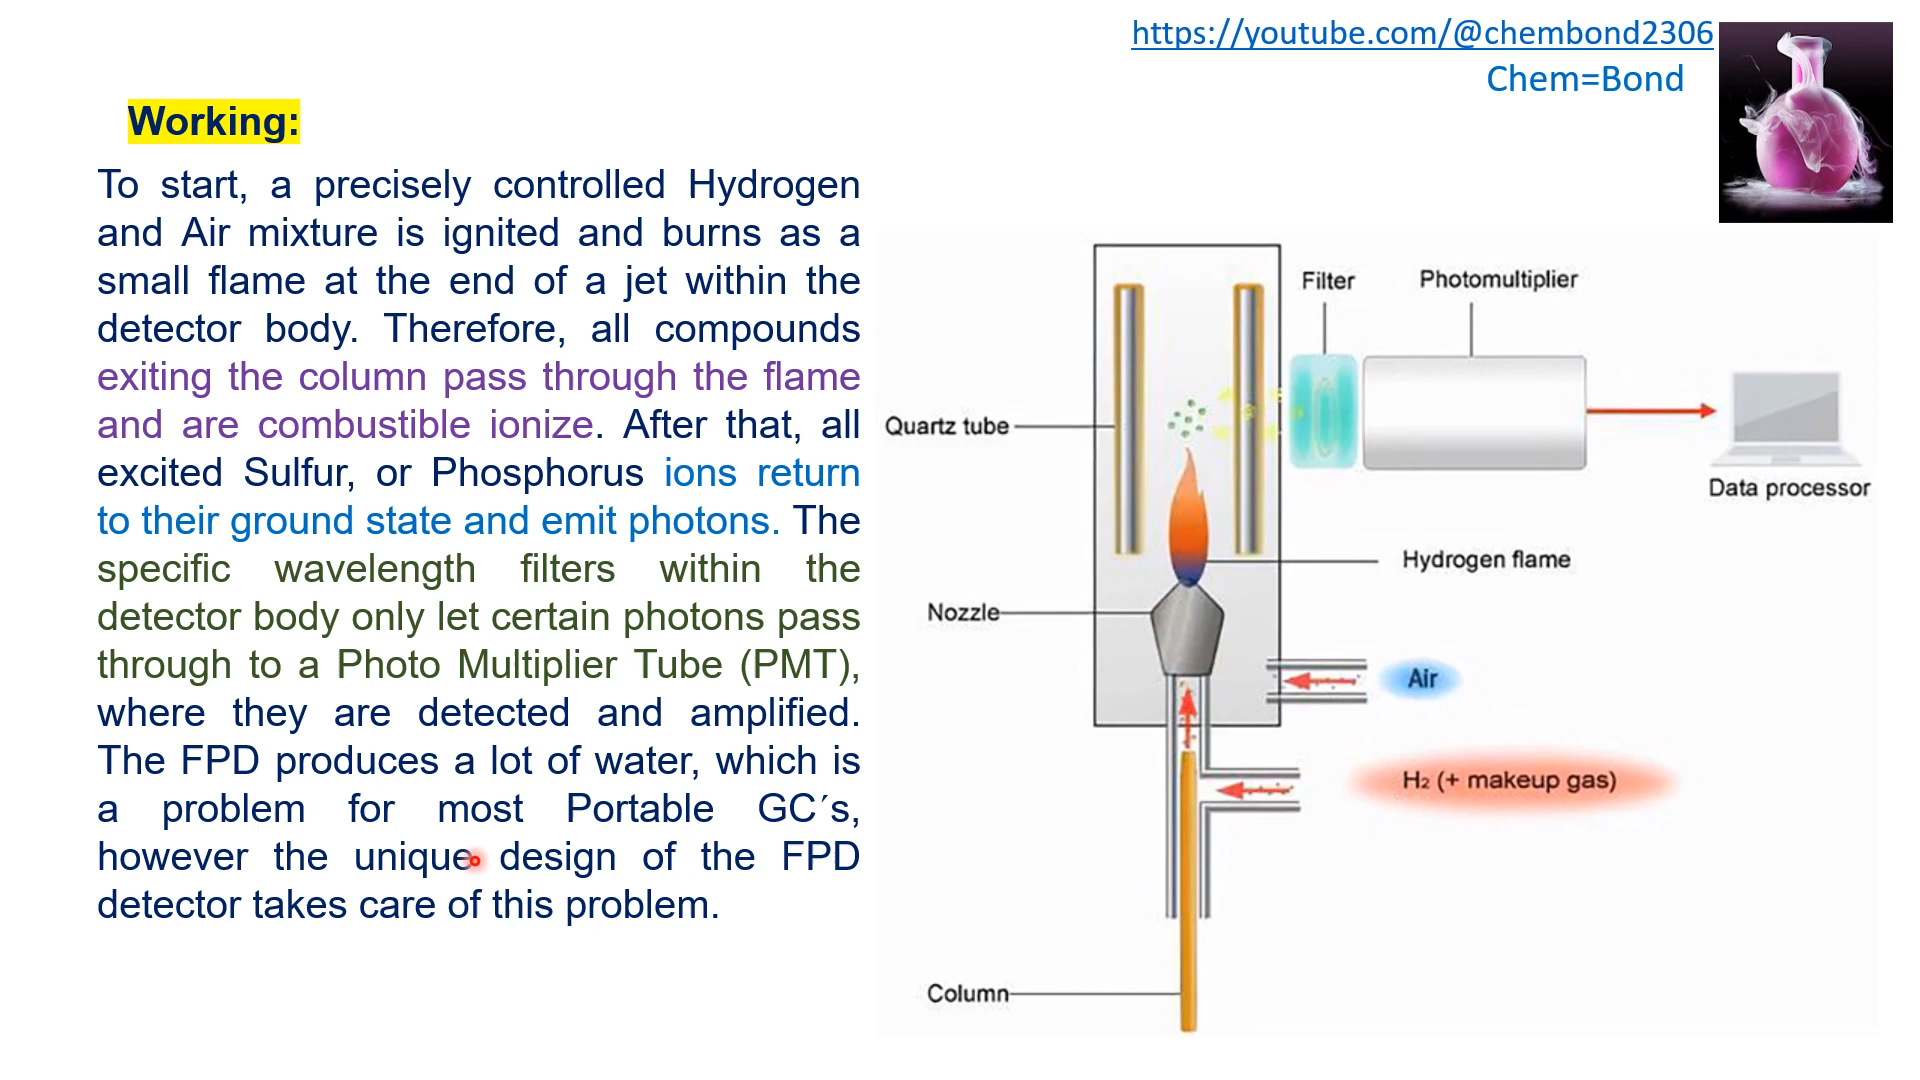 https://youtube.com/@chembond2306
Chem=Bond
Working:
To start, a precisely controlled Hydrogen
and Air mixture is ignited and burns as a
small flame at the end of a jet within the
detector body. Therefore, all compounds
exiting the column pass through the flame
and are combustible ionize. After that, all
excited Sulfur, or Phosphorus ions return
to their ground state and emit photons. The
specific wavelength filters within the
detector body only let certain photons pass
through to a Photo Multiplier Tube (PMT),
where they are detected and amplified.
The FPD produces a lot of water, which is
a problem for most Portable GC´s,
however the unique design of the FPD
detector takes care of this problem.
Filter
Photomultiplier
Quartz tube
Data processor
Hydrogen flame
Nozzle
Air
H₂ (+ makeup gas)
Column